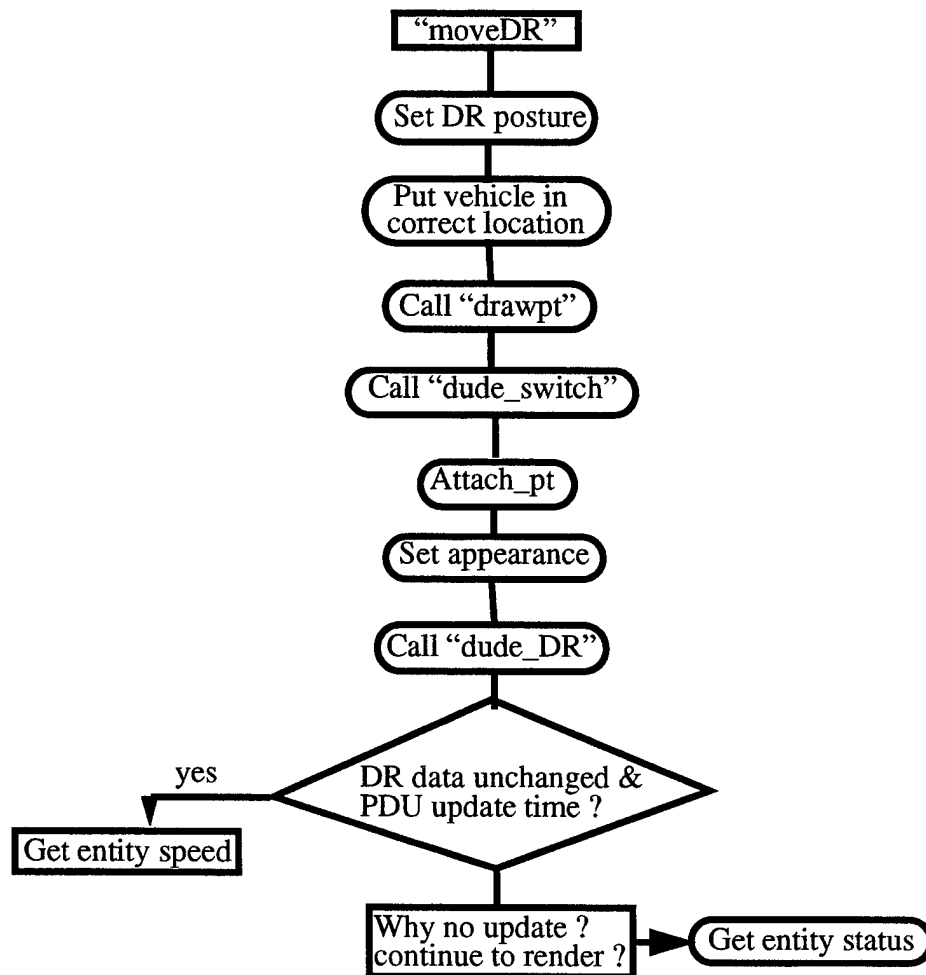 “moveDR”
Set DR posture
Put vehicle in
correct location
Call “drawpt”
Call “dude_switch”
Attach_pt
Set appearance
Call “dude_DR”
DR data unchanged &
PDU update time ?
yes
Get entity speed
Why no update ?
continue to render ?
Get entity status